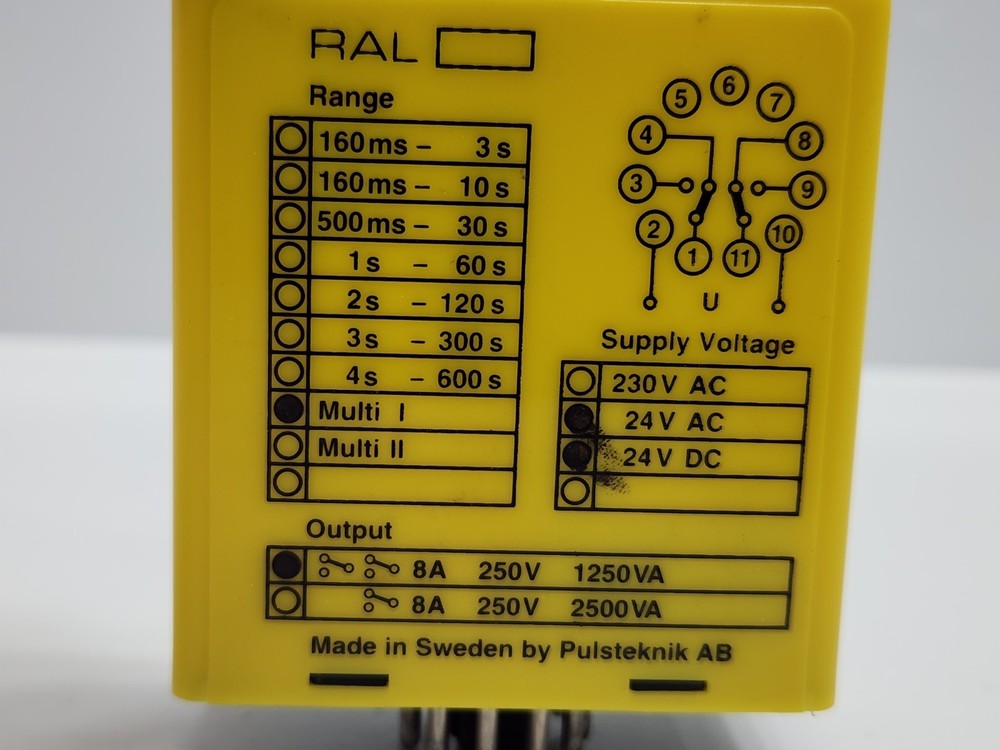 RAL
Range
160ms – 3s
160ms – 10s
500ms – 30s
1s – 60s
2s – 120s
3s – 300s
4s – 600s
Multi I
Multi II
5 6 7
4 8
3 9
2 10
1 11
U
Supply Voltage
230V AC
24V AC
24V DC
Output
8A 250V 1250VA
8A 250V 2500VA
Made in Sweden by Pulsteknik AB